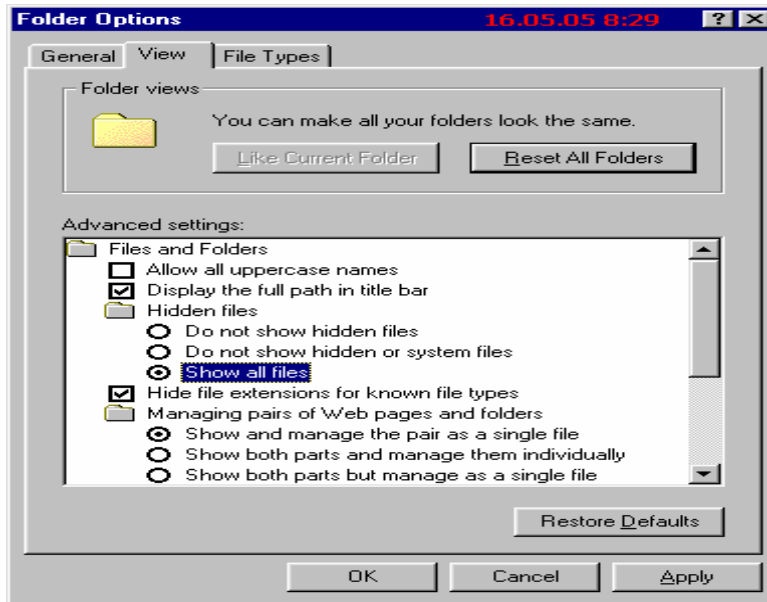 Folder Options 16.05.05 8:29 ? X
General View File Types
Folder views
You can make all your folders look the same.
Like Current Folder Reset All Folders
Advanced settings:
Files and Folders
Allow all uppercase names
Display the full path in title bar
Hidden files
Do not show hidden files
Do not show hidden or system files
Show all files
Hide file extensions for known file types
Managing pairs of Web pages and folders
Show and manage the pair as a single file
Show both parts and manage them individually
Show both parts but manage as a single file
Restore Defaults
OK Cancel Apply